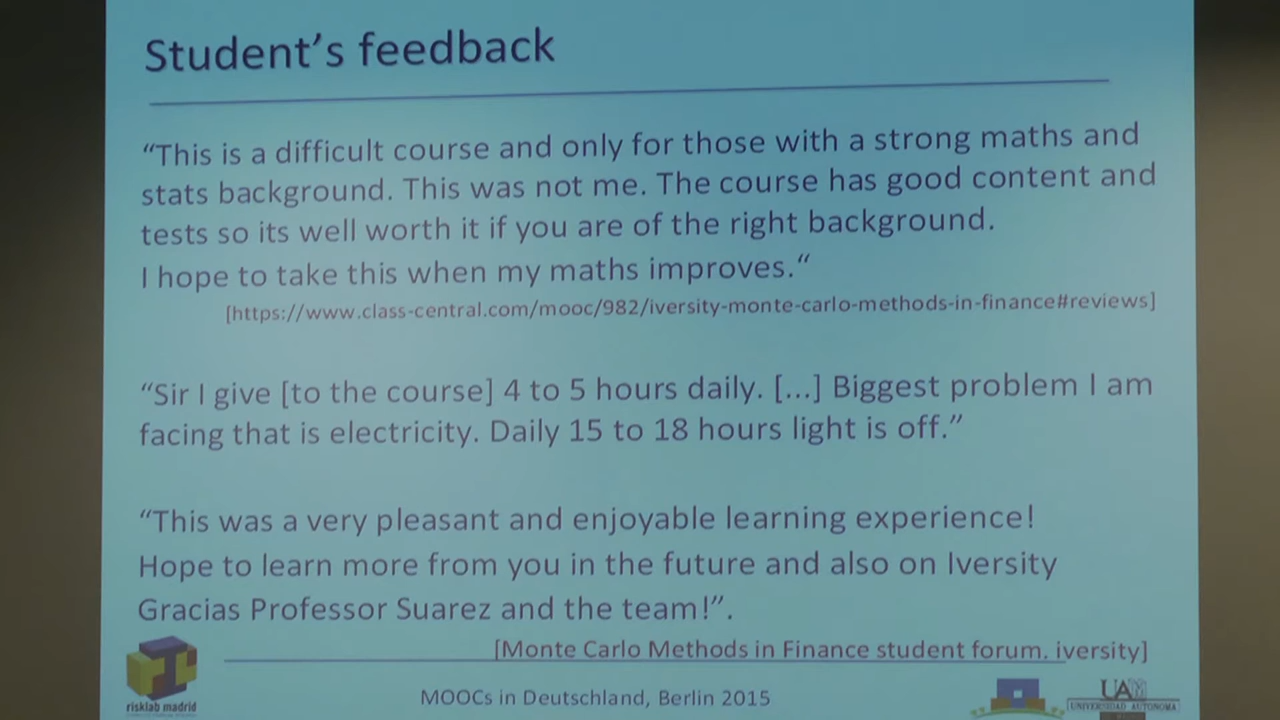 Student's feedback
“This is a difficult course and only for those with a strong maths and
stats background. This was not me. The course has good content and
tests so its well worth it if you are of the right background.
I hope to take this when my maths improves.“
[https://www.class-central.com/mooc/982/iversity-monte-carlo-methods-in-finance#reviews]
“Sir I give [to the course] 4 to 5 hours daily. [...] Biggest problem I am
facing that is electricity. Daily 15 to 18 hours light is off.”
“This was a very pleasant and enjoyable learning experience!
Hope to learn more from you in the future and also on Iversity
Gracias Professor Suarez and the team!”.
[Monte Carlo Methods in Finance student forum. iversity]
risklab madrid
MOOCs in Deutschland, Berlin 2015
UAM
UNIVERSIDAD AUTONOMA